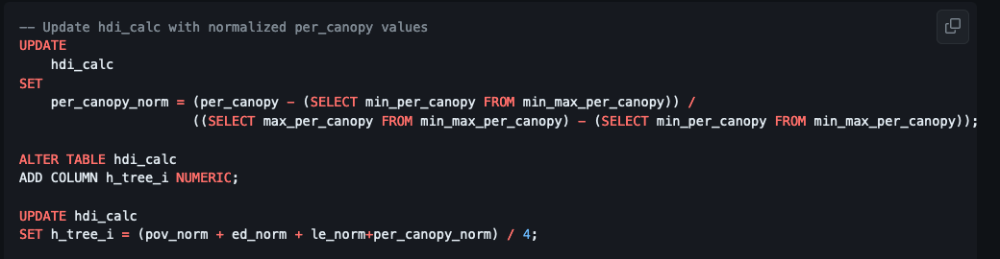 -- Update hdi_calc with normalized per_canopy values
UPDATE
    hdi_calc
SET
    per_canopy_norm = (per_canopy - (SELECT min_per_canopy FROM min_max_per_canopy)) /
                      ((SELECT max_per_canopy FROM min_max_per_canopy) - (SELECT min_per_canopy FROM min_max_per_canopy));

ALTER TABLE hdi_calc
ADD COLUMN h_tree_i NUMERIC;

UPDATE hdi_calc
SET h_tree_i = (pov_norm + ed_norm + le_norm+per_canopy_norm) / 4;